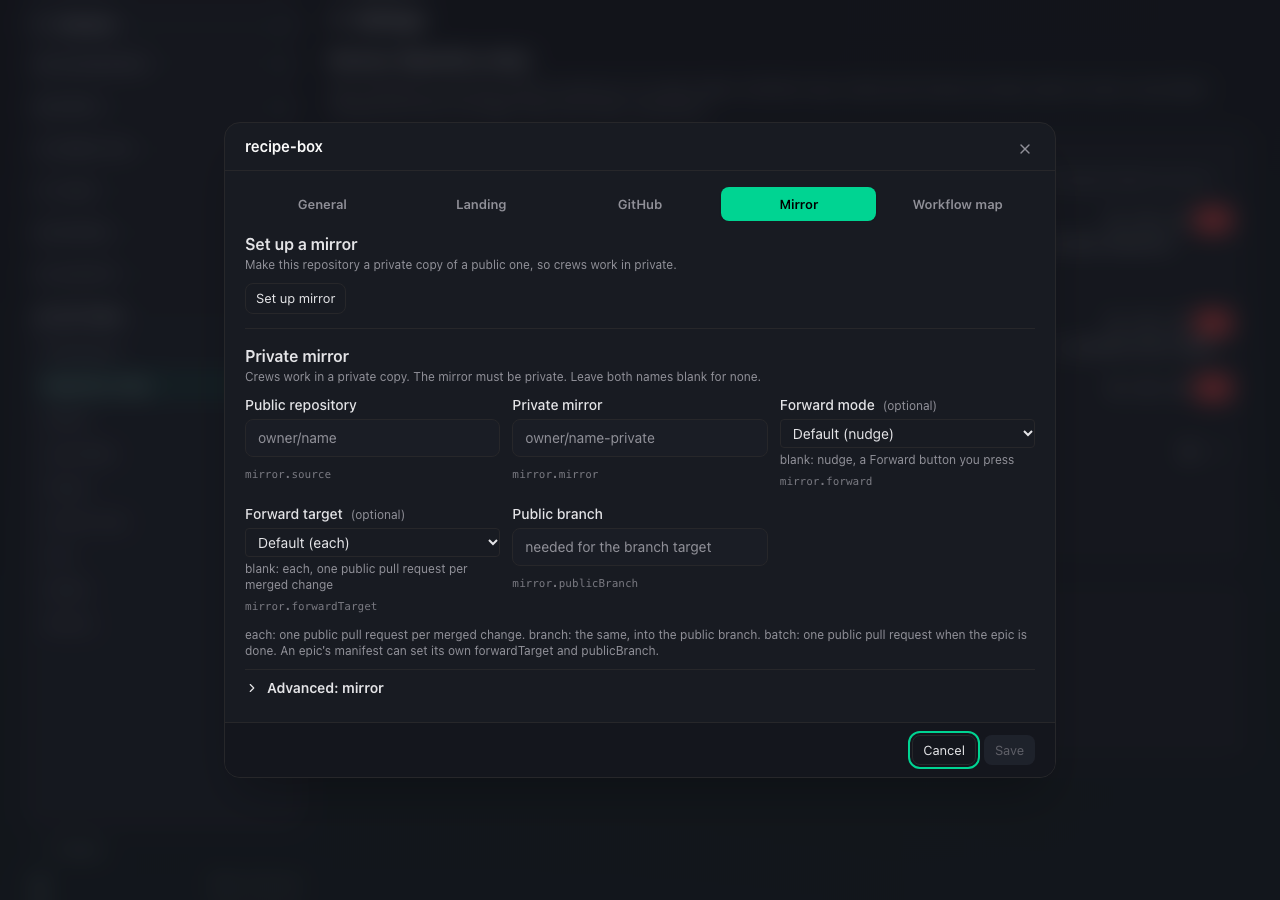 recipe-box
General
Landing
GitHub
Mirror
Workflow map
Set up a mirror
Make this repository a private copy of a public one, so crews work in private.
Set up mirror
Private mirror
Crews work in a private copy. The mirror must be private. Leave both names blank for none.
Public repository
Private mirror
Forward mode (optional)
owner/name
owner/name-private
Default (nudge)
blank: nudge, a Forward button you press
mirror.source
mirror.mirror
mirror.forward
Forward target (optional)
Public branch
Default (each)
needed for the branch target
blank: each, one public pull request per
merged change
mirror.publicBranch
mirror.forwardTarget
each: one public pull request per merged change. branch: the same, into the public branch. batch: one public pull request when the epic is
done. An epic's manifest can set its own forwardTarget and publicBranch.
Advanced: mirror
Cancel
Save